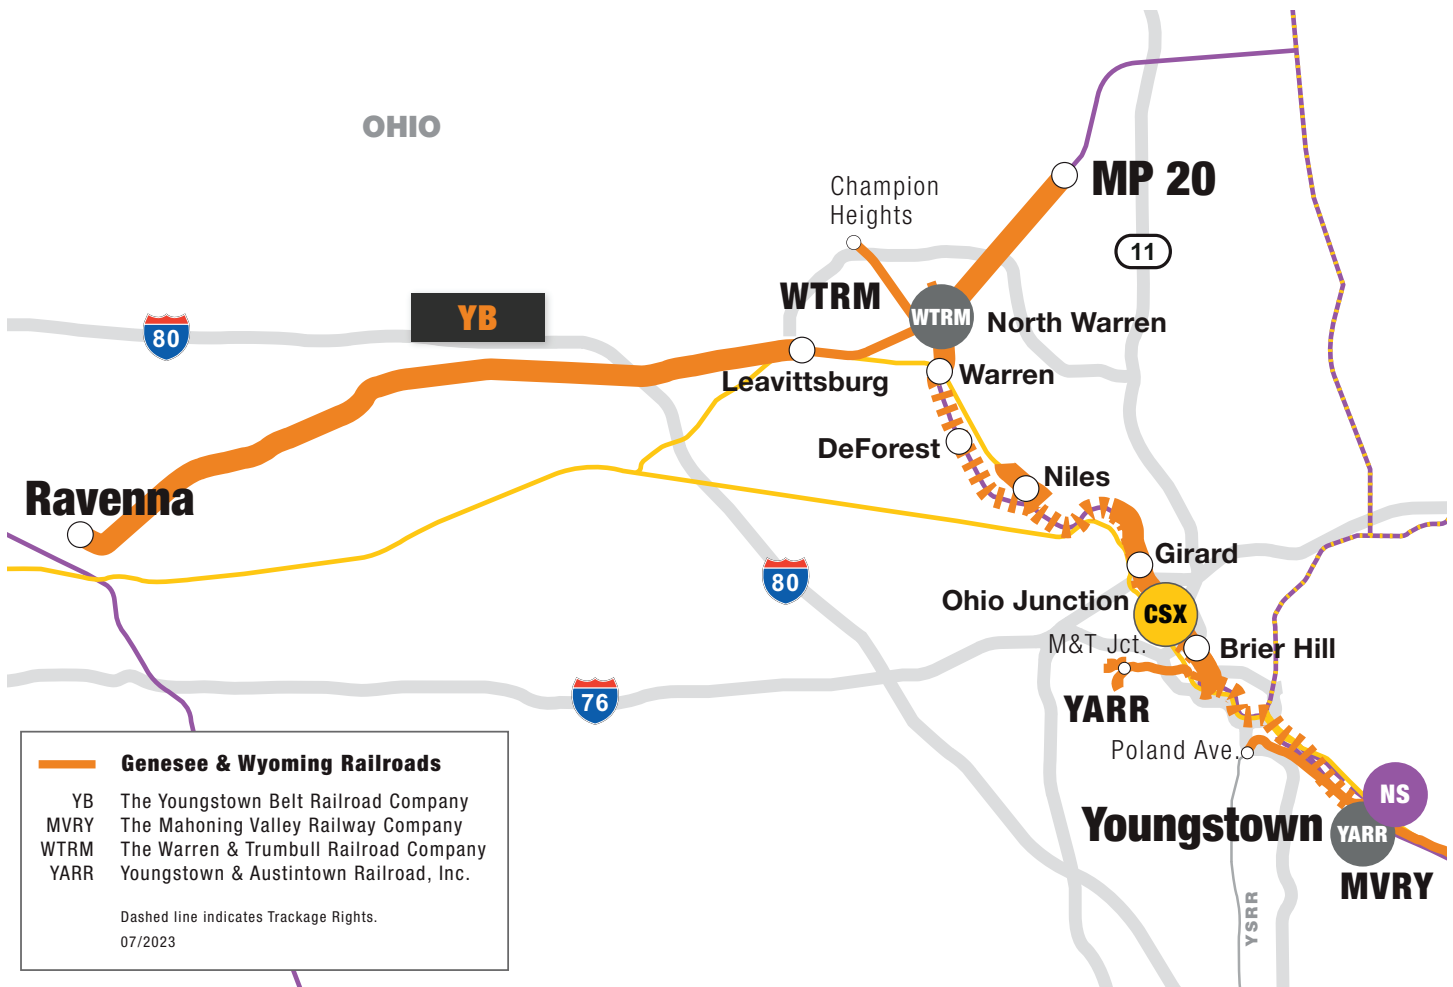 OHIO
MP 20
Champion
Heights
11
WTRM
WTRM
North Warren
YB
80
Leavittsburg
Warren
DeForest
Niles
Ravenna
Girard
80
Ohio Junction
CSX
M&T Jct.
Brier Hill
76
YARR
Poland Ave.
NS
Youngstown
YARR
MVRY
YSRR
Genesee & Wyoming Railroads
YB The Youngstown Belt Railroad Company
MVRY The Mahoning Valley Railway Company
WTRM The Warren & Trumbull Railroad Company
YARR Youngstown & Austintown Railroad, Inc.
Dashed line indicates Trackage Rights.
07/2023